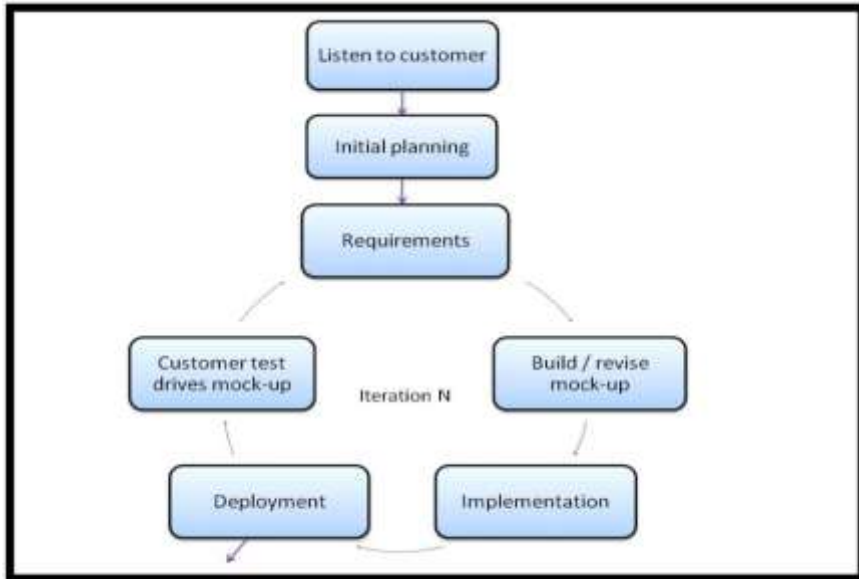 Listen to customer
Initial planning
Requirements
Customer test
drives mock-up
Build / revise
mock-up
Iteration N
Deployment
Implementation